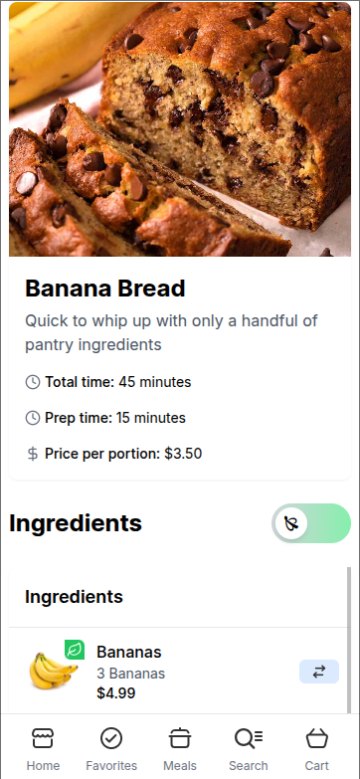 Banana Bread
Quick to whip up with only a handful of
pantry ingredients
Total time: 45 minutes
Prep time: 15 minutes
$ Price per portion: $3.50
Ingredients
Ingredients
Bananas
3 Bananas
$4.99
Home Favorites Meals Search Cart